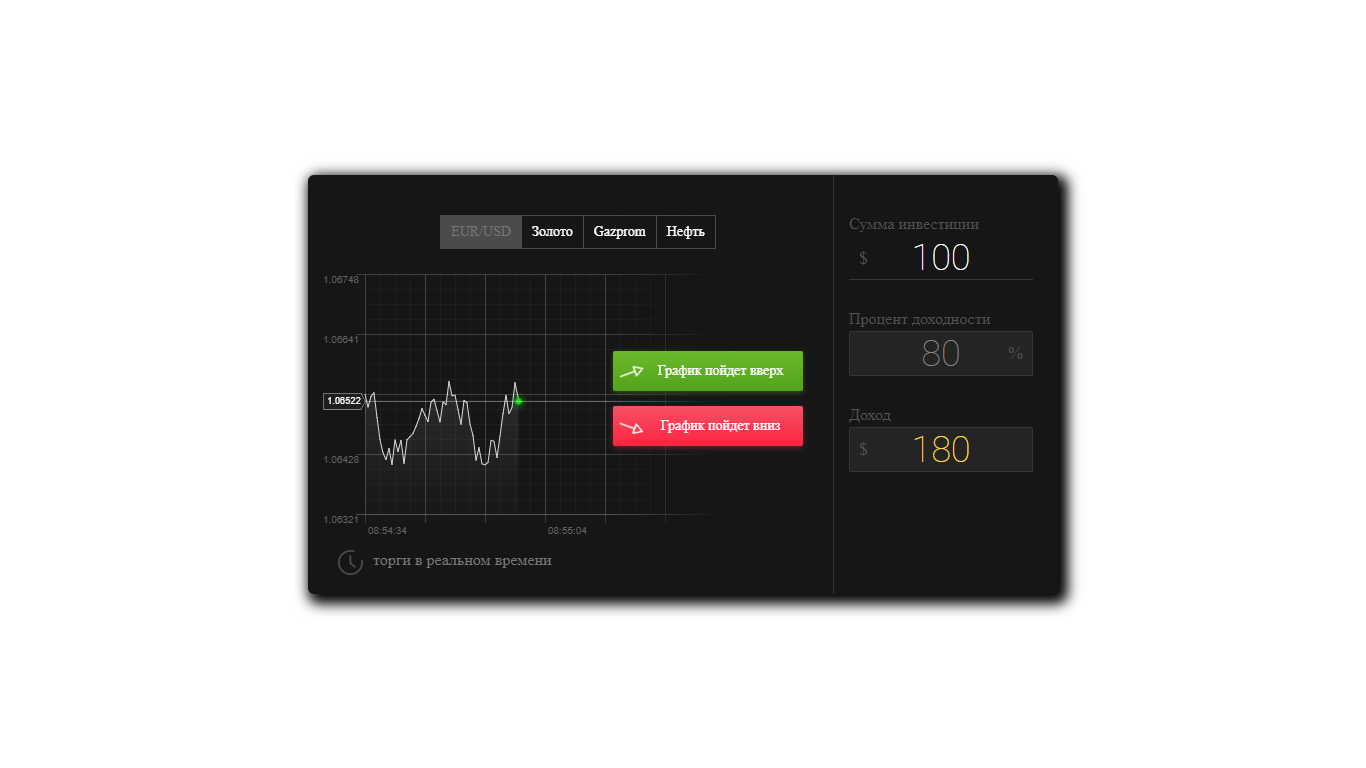 EUR/USD Золото Gazprom Нефть
1.06748
1.06641
1.06522
1.06428
1.06321
08:54:34 08:55:04
График пойдет вверх
График пойдет вниз
торги в реальном времени
Сумма инвестиции
$ 100
Процент доходности
80 %
Доход
$ 180